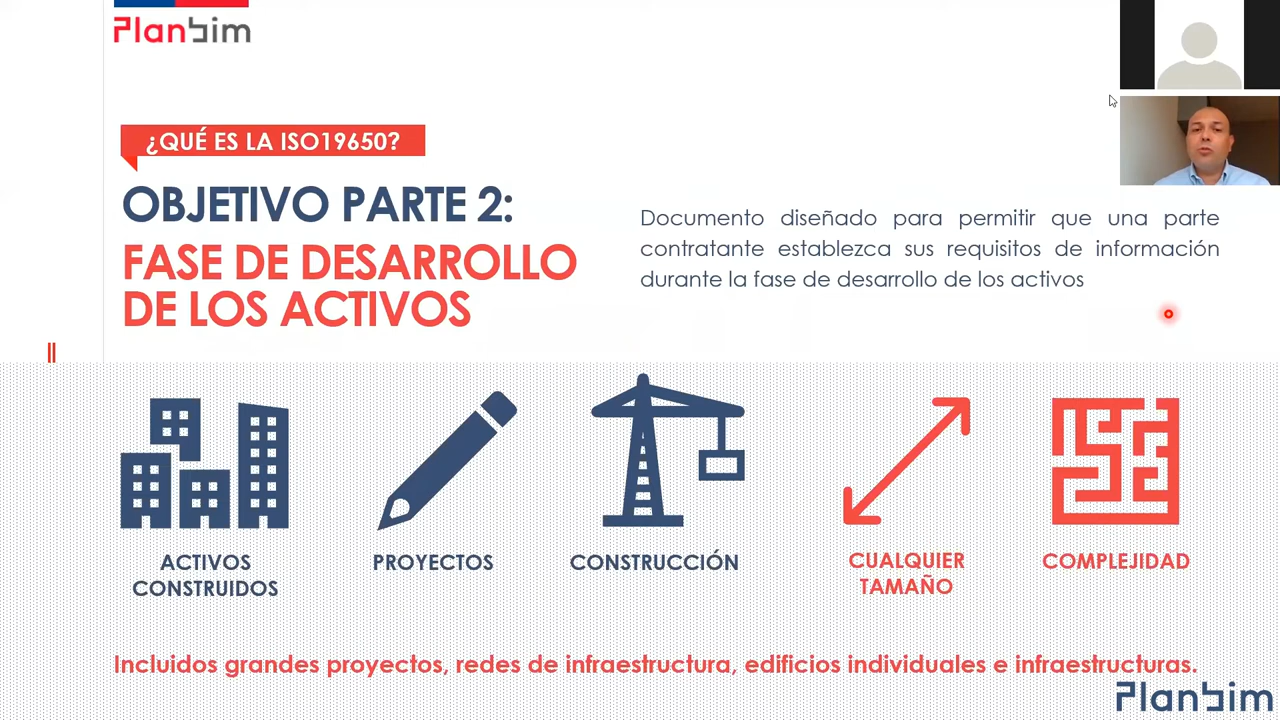 PlanBim
¿QUÉ ES LA ISO19650?
OBJETIVO PARTE 2:
FASE DE DESARROLLO
DE LOS ACTIVOS
Documento diseñado para permitir que una parte
contratante establezca sus requisitos de información
durante la fase de desarrollo de los activos
ACTIVOS
CONSTRUIDOS
PROYECTOS
CONSTRUCCIÓN
CUALQUIER
TAMAÑO
COMPLEJIDAD
Incluidos grandes proyectos, redes de infraestructura, edificios individuales e infraestructuras.
PlanBim